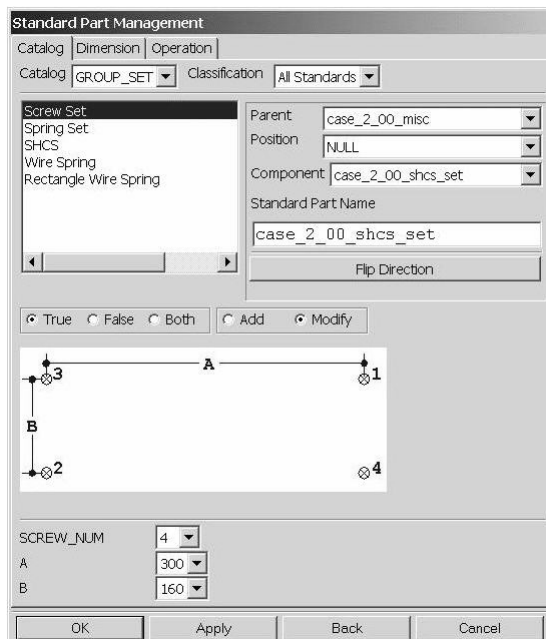 Standard Part Management
Catalog Dimension Operation
Catalog GROUP_SET Classification All Standards
Screw Set
Spring Set
SHCS
Wire Spring
Rectangle Wire Spring
Parent case_2_00_misc
Position NULL
Component case_2_00_shcs_set
Standard Part Name
case_2_00_shcs_set
Flip Direction
True False Both Add Modify
A
3 1
B
2 4
SCREW_NUM 4
A 300
B 160
OK Apply Back Cancel